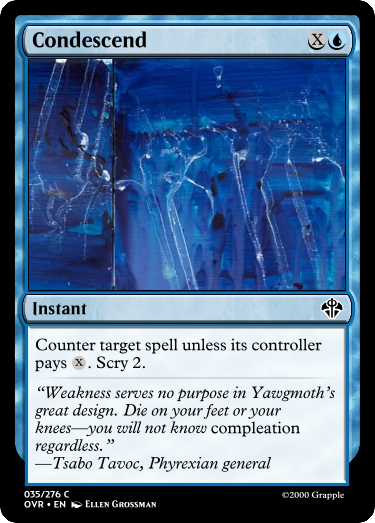 Condescend X
Instant
Counter target spell unless its controller
pays X. Scry 2.
“Weakness serves no purpose in Yawgmoth’s
great design. Die on your feet or your
knees—you will not know compleation
regardless.”
—Tsabo Tavoc, Phyrexian general
035/276 C
OVR • EN Ellen Grossman
©2000 Grapple